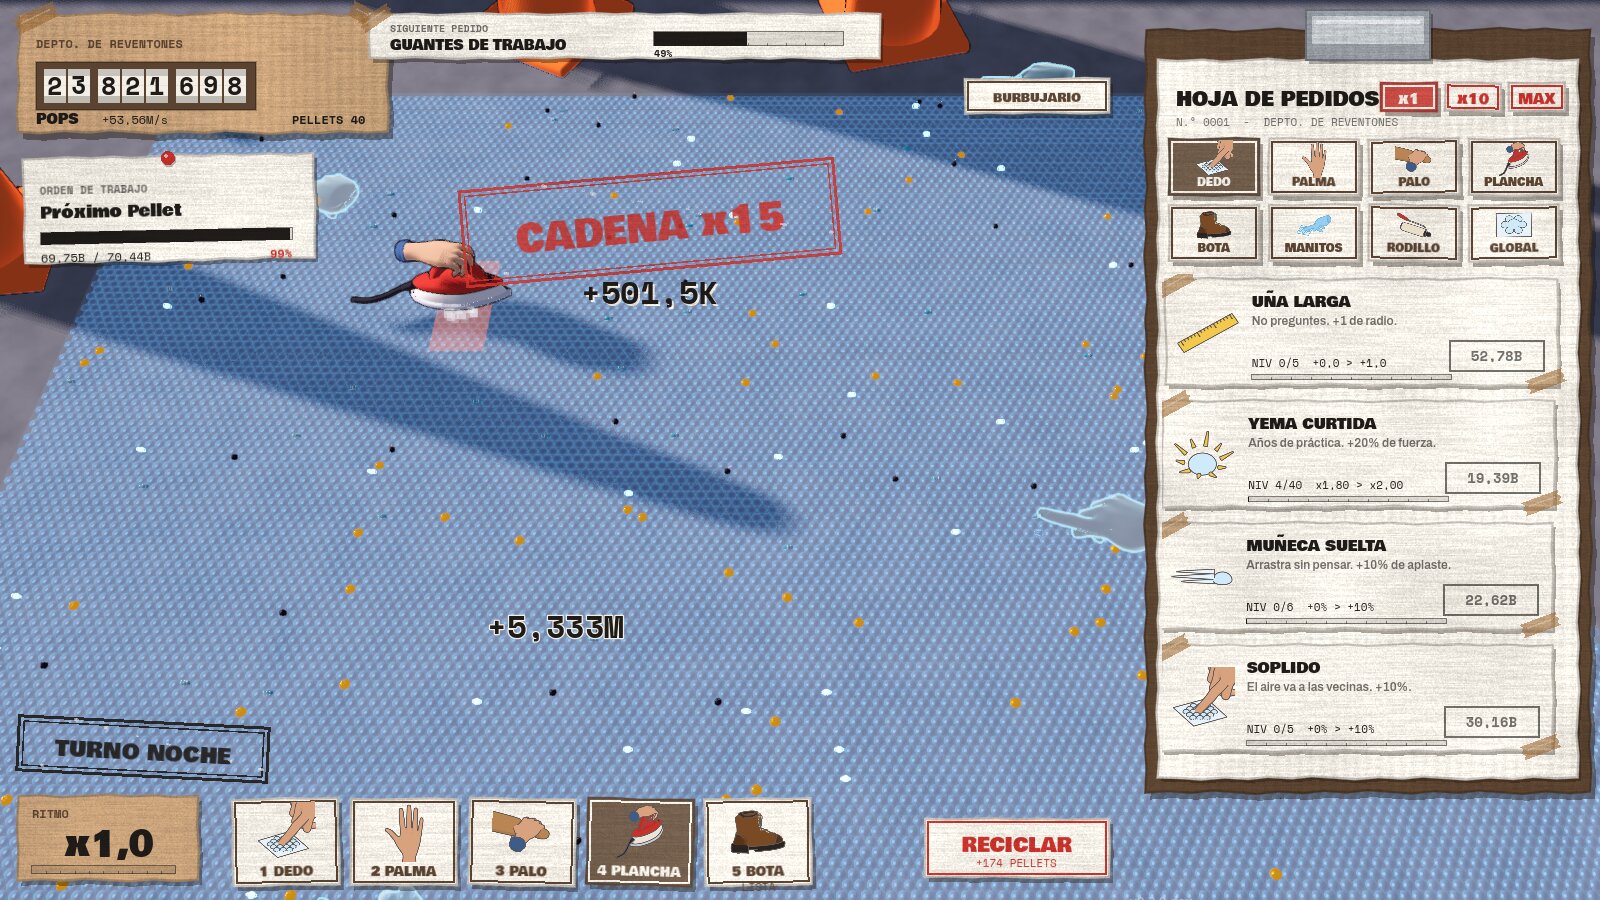 DEPTO. DE REVENTONES
23 821 698
POPS +53,56M/s PELLETS 40
SIGUIENTE PEDIDO
GUANTES DE TRABAJO
49%
BURBUJARIO
ORDEN DE TRABAJO
Próximo Pellet
69,75B / 70,44B 99%
CADENA x15
+501,5K
+5,333M
TURNO NOCHE
RITMO
x1,0
1 DEDO
2 PALMA
3 PALO
4 PLANCHA
5 BOTA
LISTA
RECICLAR
+174 PELLETS
HOJA DE PEDIDOS x1 x10 MAX
N.° 0001 - DEPTO. DE REVENTONES
DEDO PALMA PALO PLANCHA
BOTA MANITOS RODILLO GLOBAL
UÑA LARGA
No preguntes. +1 de radio.
NIV 0/5 +0,0 > +1,0
52,78B
YEMA CURTIDA
Años de práctica. +20% de fuerza.
NIV 4/40 x1,80 > x2,00
19,39B
MUÑECA SUELTA
Arrastra sin pensar. +10% de aplaste.
NIV 0/6 +0% > +10%
22,62B
SOPLIDO
El aire va a las vecinas. +10%.
NIV 0/5 +0% > +10%
30,16B